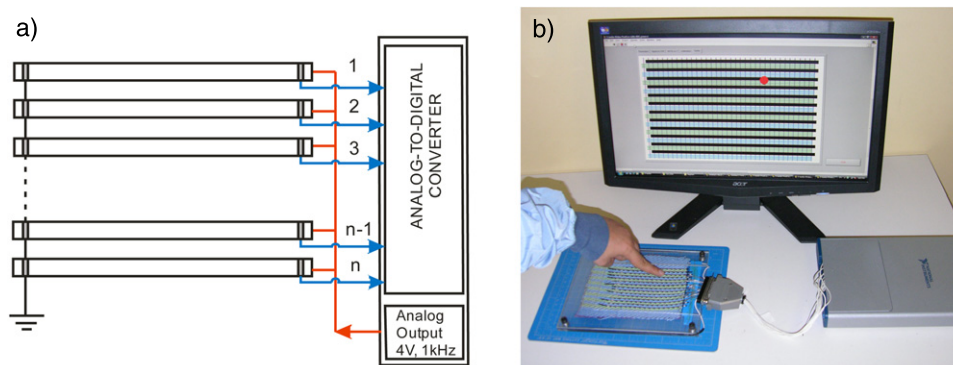 a)
1
2
3
n-1
n
ANALOG-TO-DIGITAL
CONVERTER
Analog
Output
4V, 1kHz
b)
acer